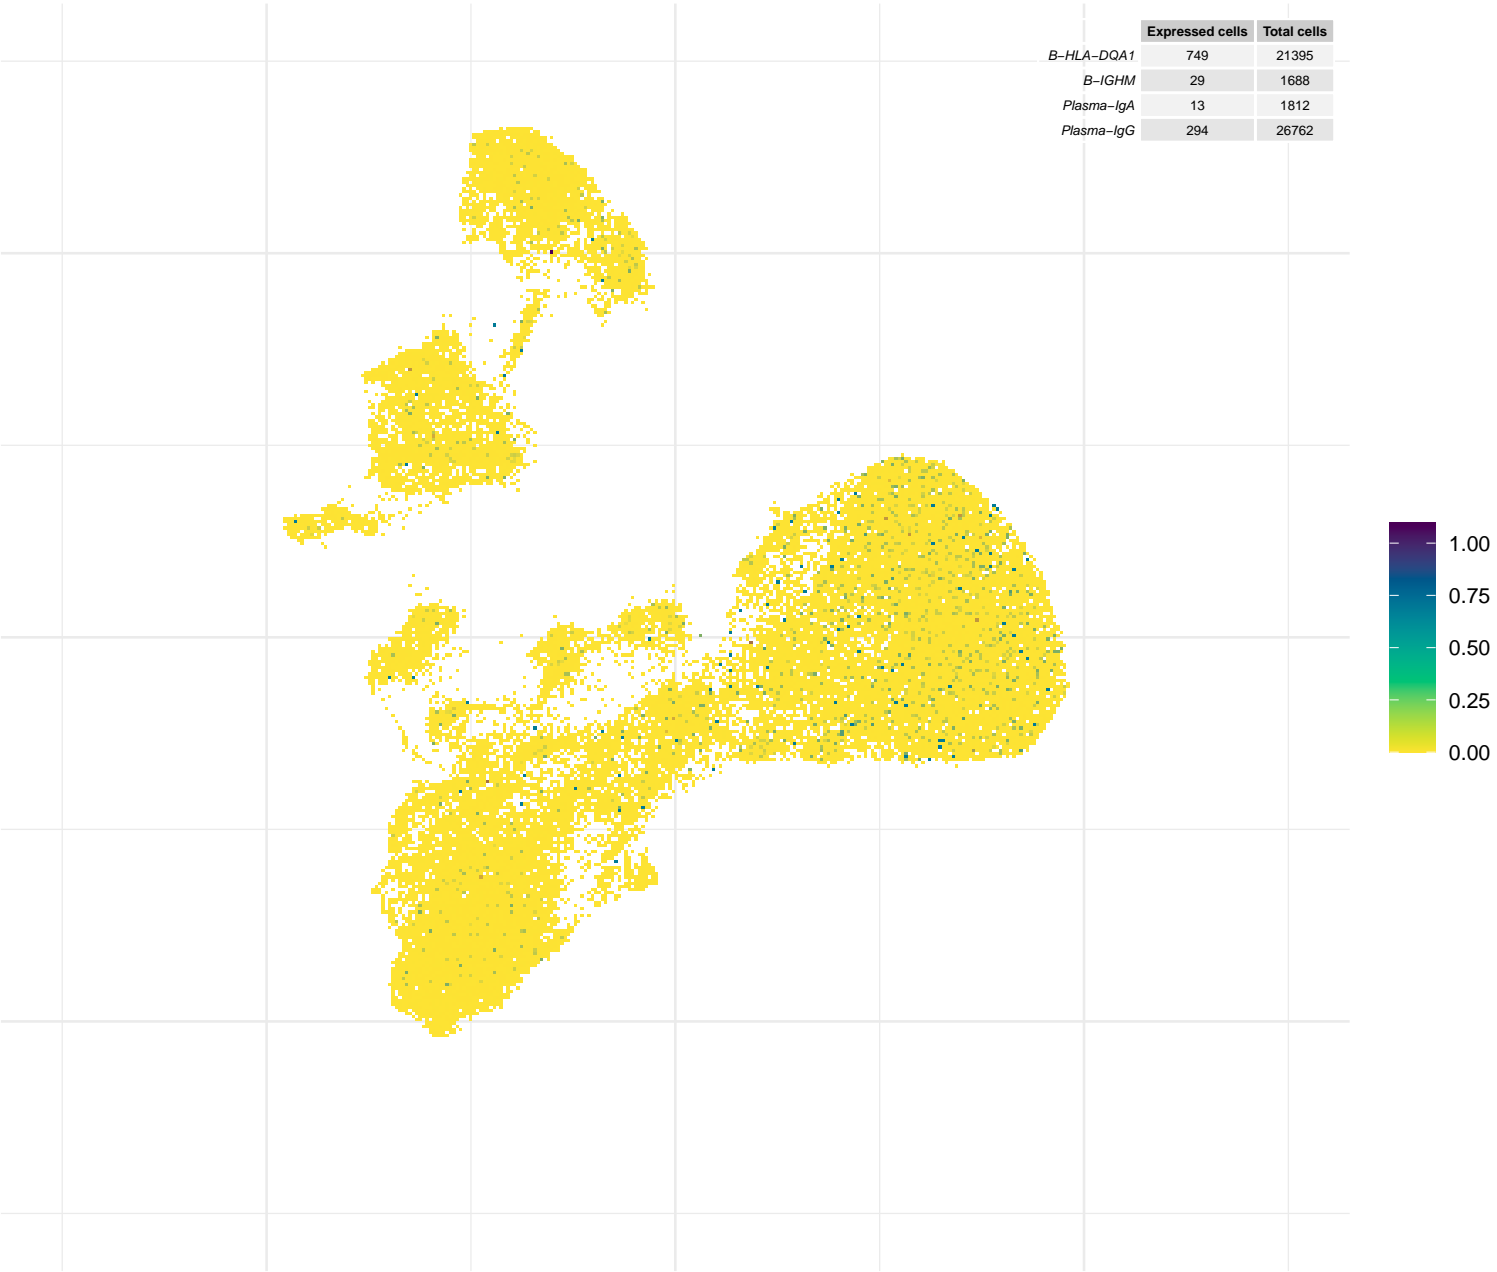 Expressed cells Total cells
B−HLA−DQA1 749 21395
B−IGHM 29 1688
Plasma−IgA 13 1812
Plasma−IgG 294 26762
1.00
0.75
0.50
0.25
0.00